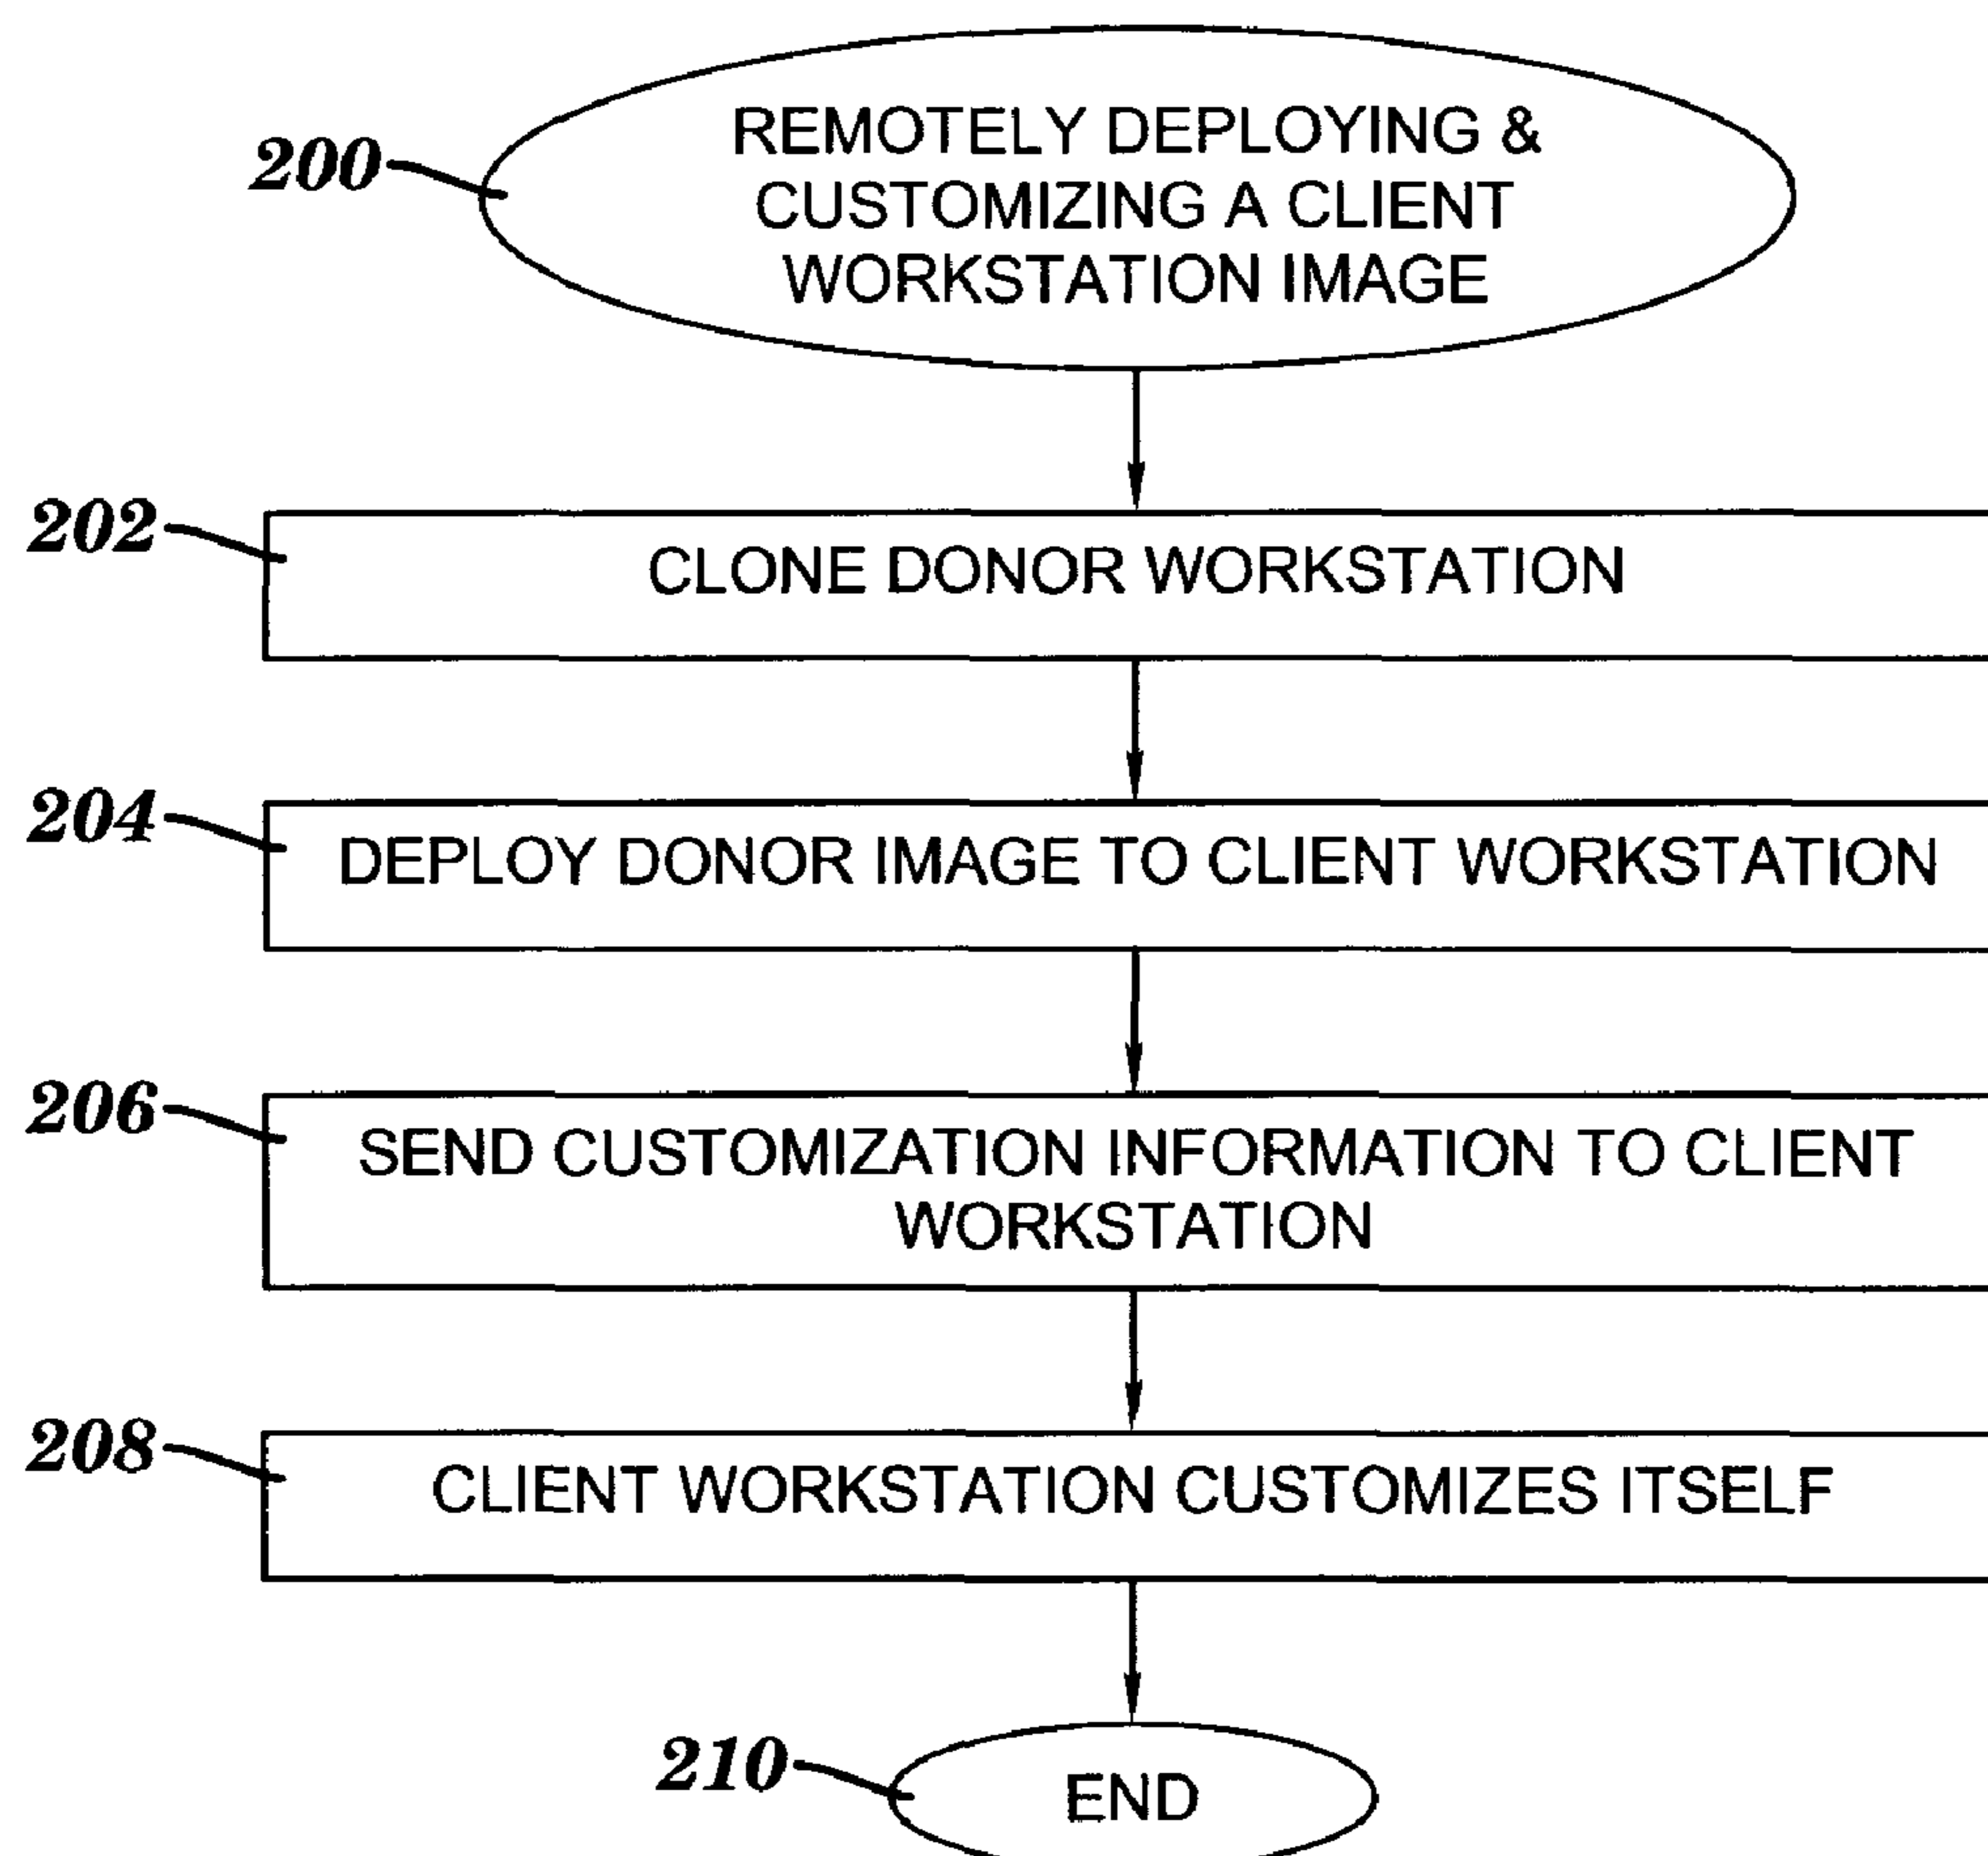 200
REMOTELY DEPLOYING &
CUSTOMIZING A CLIENT
WORKSTATION IMAGE
202
CLONE DONOR WORKSTATION
204
DEPLOY DONOR IMAGE TO CLIENT WORKSTATION
206
SEND CUSTOMIZATION INFORMATION TO CLIENT
WORKSTATION
208
CLIENT WORKSTATION CUSTOMIZES ITSELF
210
END